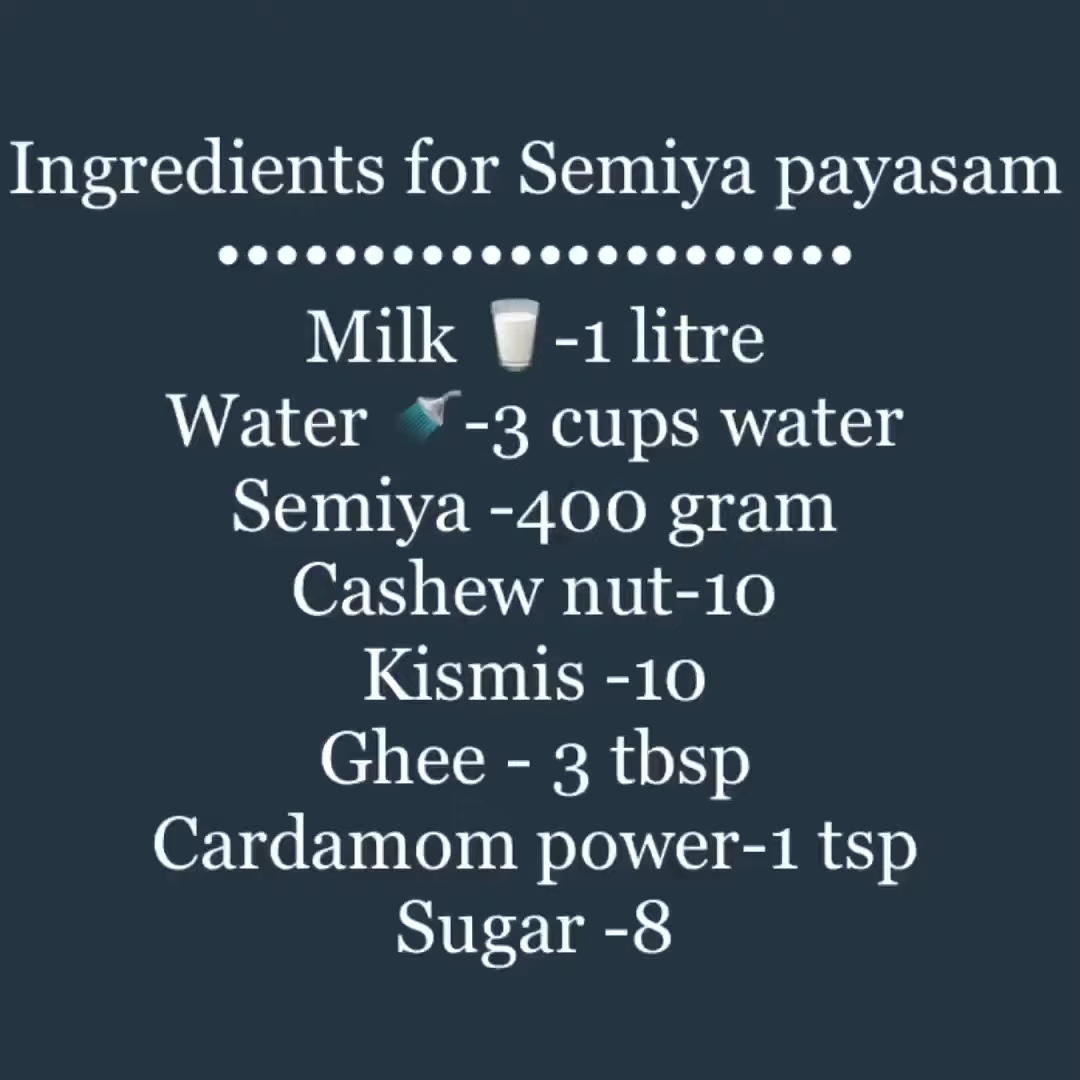 Ingredients for Semiya payasam
••••••••••••••••••••••
Milk 🥛-1 litre
Water 🚿-3 cups water
Semiya -400 gram
Cashew nut-10
Kismis -10
Ghee - 3 tbsp
Cardamom power-1 tsp
Sugar -8